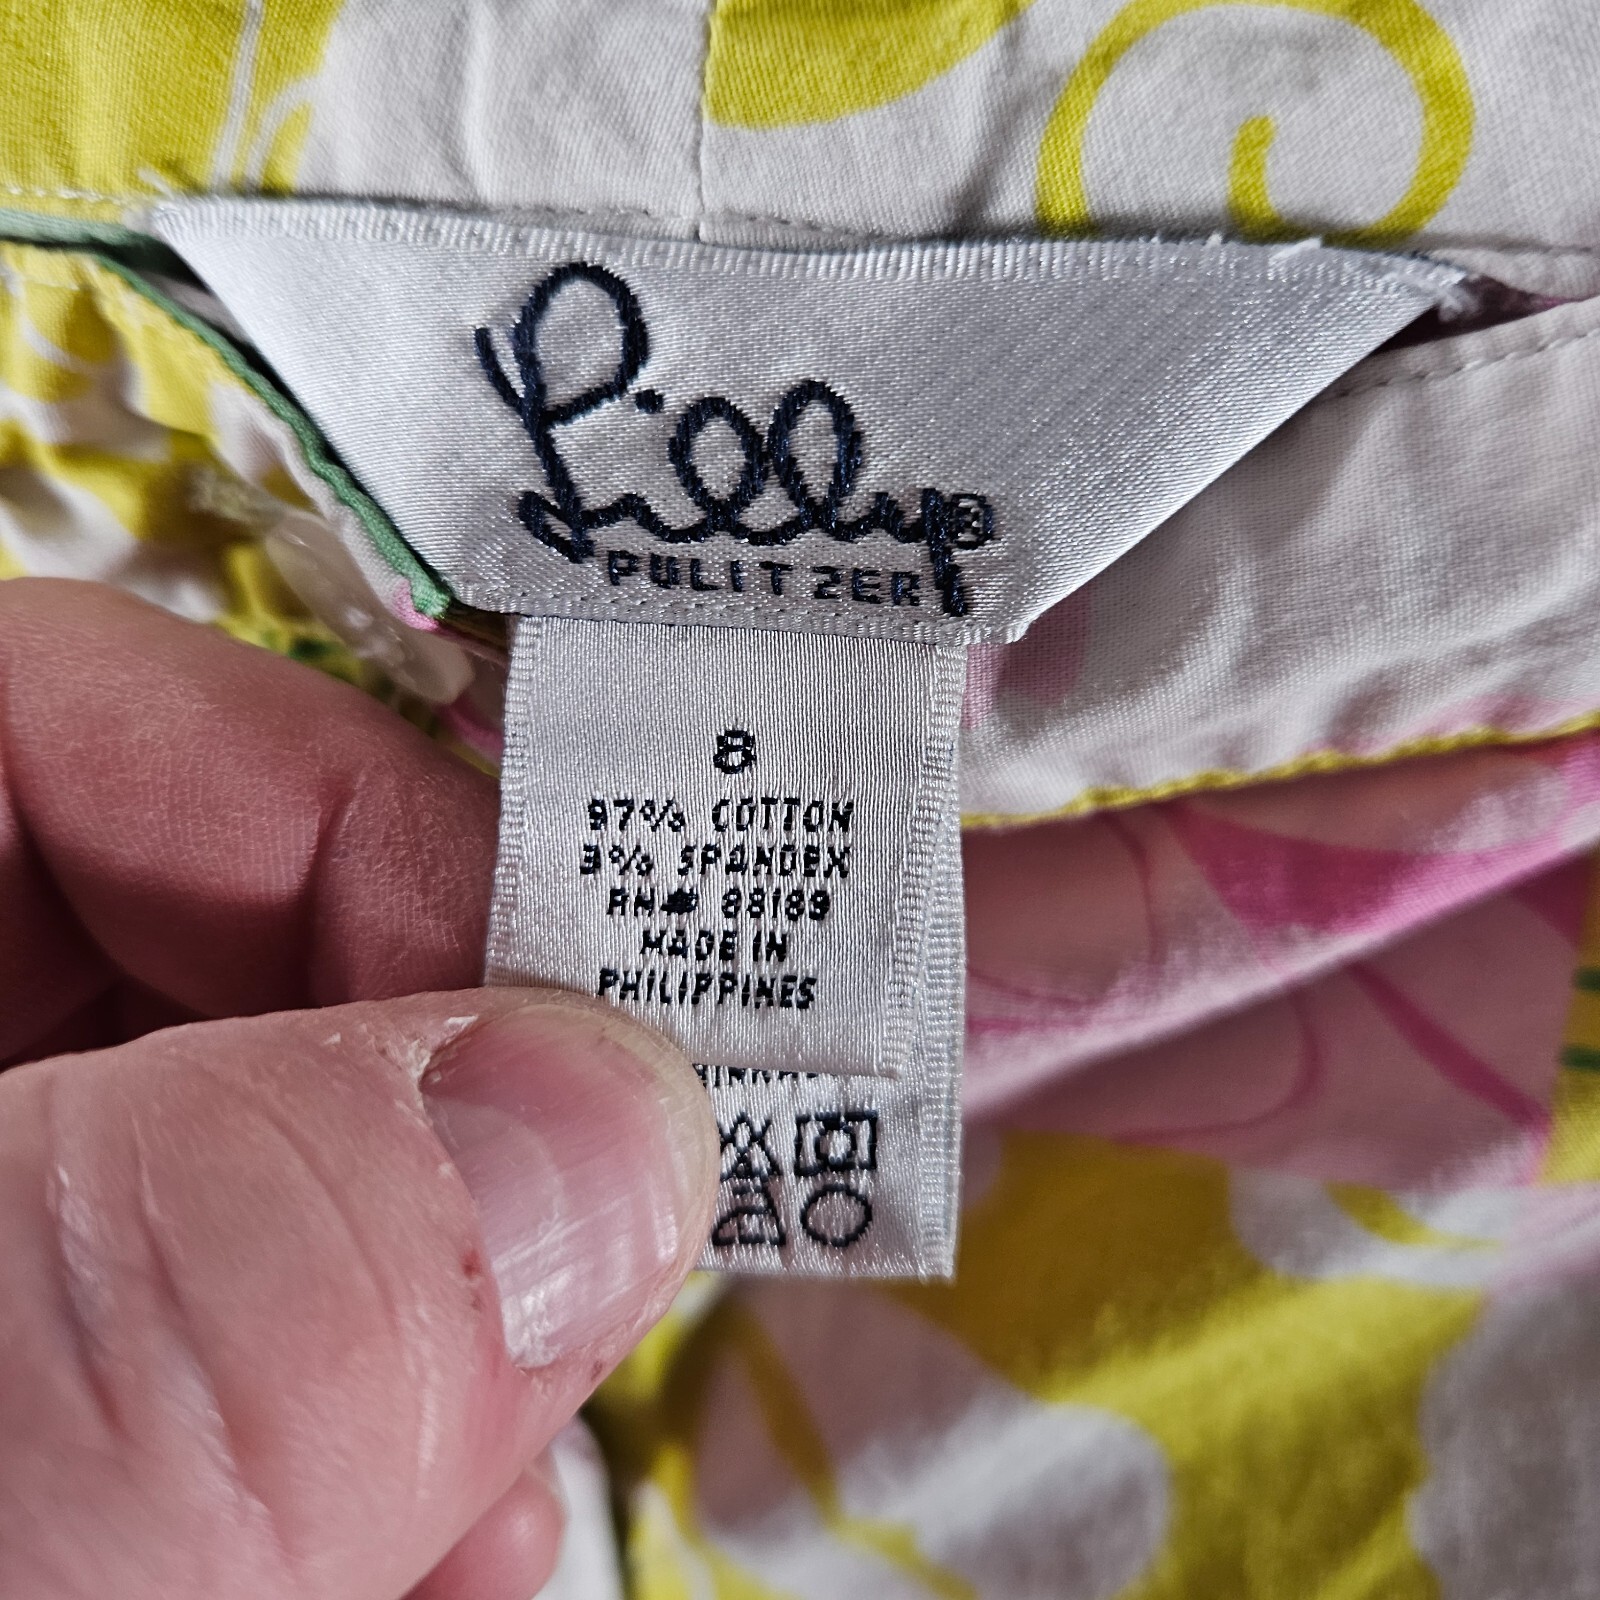 Lilly®
PULITZER
8
97% COTTON
3% SPANDEX
RN# 88189
MADE IN
PHILIPPINES